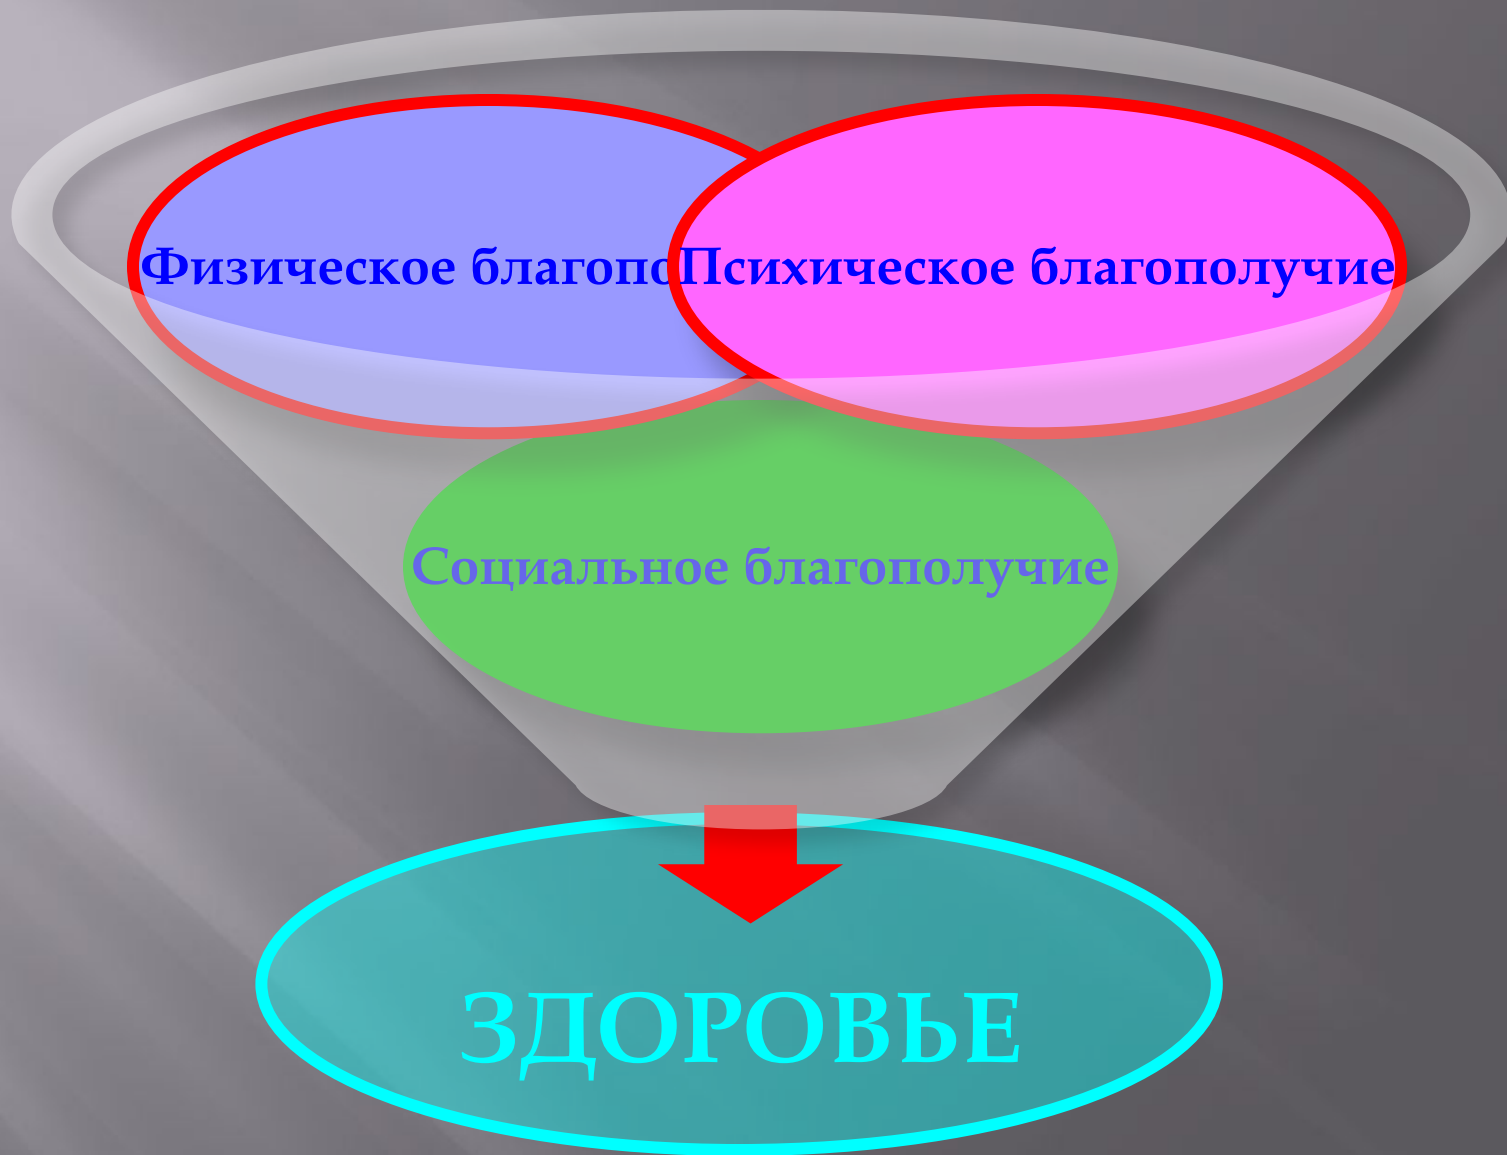 Физическое благопо
Психическое благополучие
Социальное благополучие
ЗДОРОВЬЕ